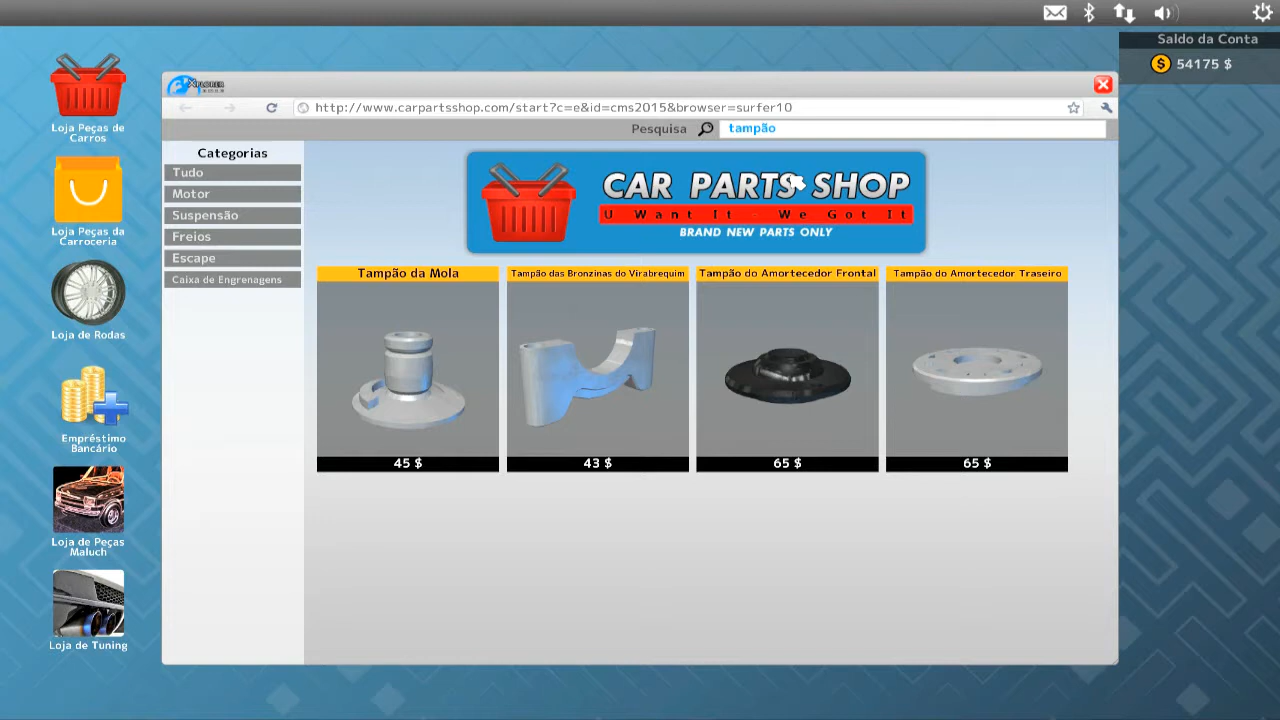 Saldo da Conta
54175 $
Loja Peças de
Carros
Loja Peças da
Carroceria
Loja de Rodas
Empréstimo
Bancário
Loja de Peças
Maluch
Loja de Tuning
http://www.carpartsshop.com/start?c=e&id=cms2015&browser=surfer10
Pesquisa tampão
Categorias
Tudo
Motor
Suspensão
Freios
Escape
Caixa de Engrenagens
CAR PARTS SHOP
U Want It - We Got It
BRAND NEW PARTS ONLY
Tampão da Mola
45 $
Tampão das Bronzinas do Virabrequim
43 $
Tampão do Amortecedor Frontal
65 $
Tampão do Amortecedor Traseiro
65 $